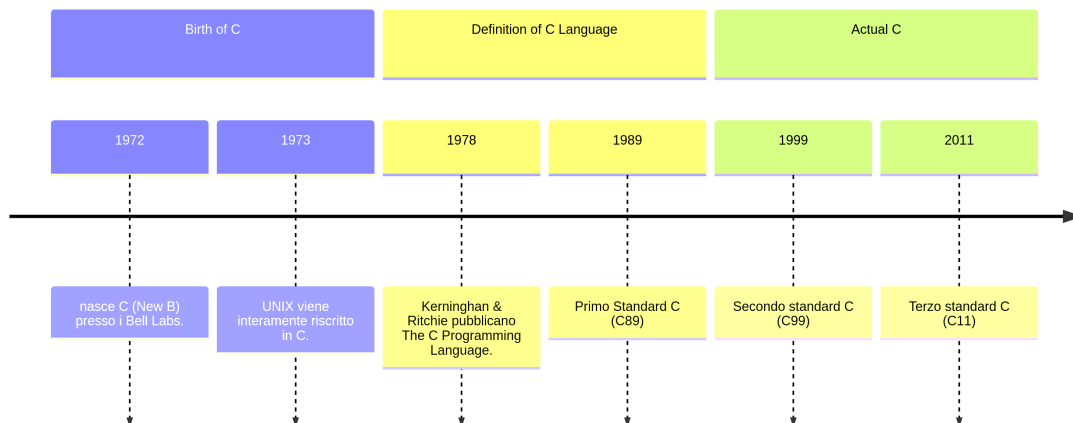 Birth of C
Definition of C Language
Actual C
1972
1973
1978
1989
1999
2011
nasce C (New B)
presso i Bell Labs.
UNIX viene
interamente riscritto
in C.
Kerninghan &
Ritchie pubblicano
The C Programming
Language.
Primo Standard C
(C89)
Secondo standard C
(C99)
Terzo standard C
(C11)